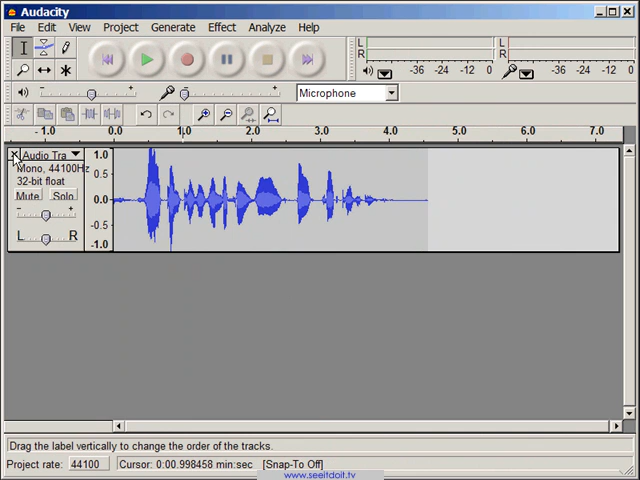 Audacity
File Edit View Project Generate Effect Analyze Help
L
R
-36 -24 -12 0
L
R
-36 -24 -12 0
- +
- +
Microphone
-1.0 0.0 1.0 2.0 3.0 4.0 5.0 6.0 7.0
Audio Tra
Mono, 44100Hz
32-bit float
Mute Solo
- +
L R
1.0
0.5
0.0
-0.5
-1.0
Drag the label vertically to change the order of the tracks.
Project rate: 44100 Cursor: 0:00.998458 min:sec [Snap-To Off]
www.seeitdoit.tv